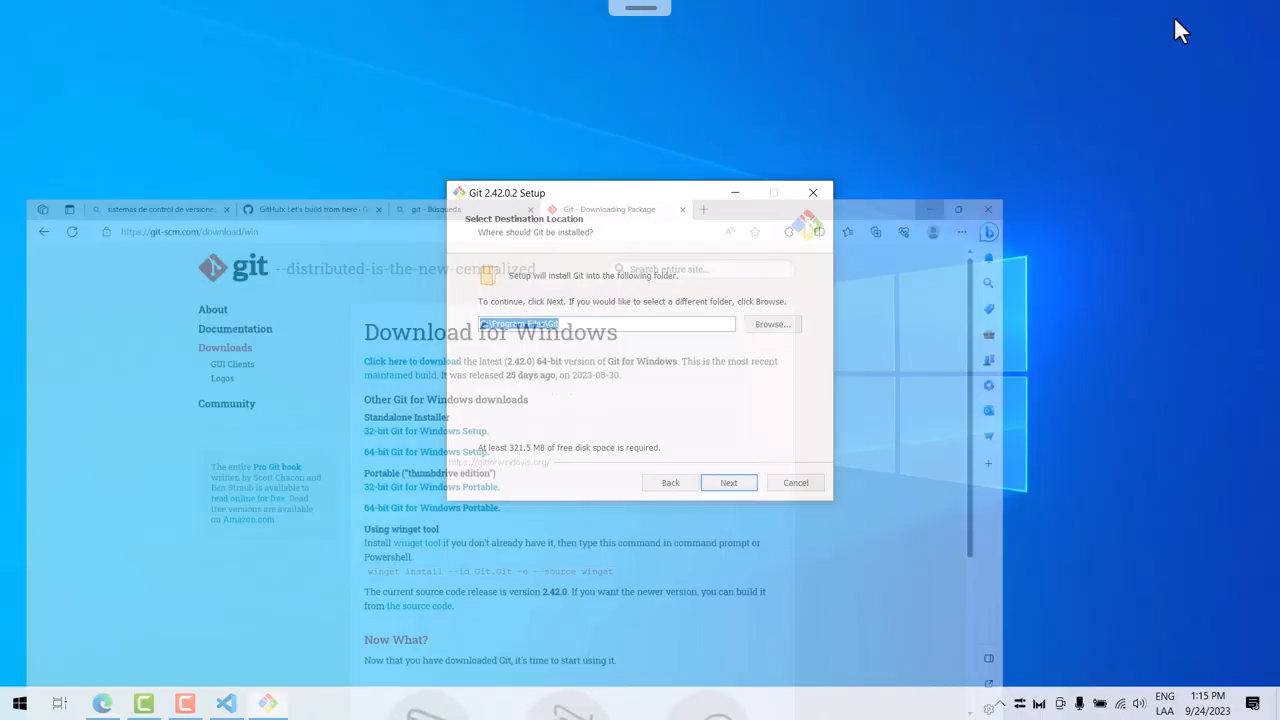 Git 2.42.0.2 Setup
sistemas de control de versiones
GitHub: Let's build from here · G
git - Búsqueda
Git - Downloading Package
Select Destination Location
Where should Git be installed?
https://git-scm.com/download/win
git --distributed-is-the-new-centralized
Search entire site...
Setup will install Git into the following folder.
To continue, click Next. If you would like to select a different folder, click Browse.
C:\Program Files\Git
Browse...
About
Documentation
Downloads
GUI Clients
Logos
Community
The entire Pro Git book
written by Scott Chacon and
Ben Straub is available to
read online for free. Dead
tree versions are available
on Amazon.com.
Download for Windows
Click here to download the latest (2.42.0) 64-bit version of Git for Windows. This is the most recent
maintained build. It was released 25 days ago, on 2023-08-30.
Other Git for Windows downloads
Standalone Installer
32-bit Git for Windows Setup.
64-bit Git for Windows Setup.
At least 321.5 MB of free disk space is required.
https://gitforwindows.org/
Portable ("thumbdrive edition")
32-bit Git for Windows Portable.
64-bit Git for Windows Portable.
Back
Next
Cancel
Using winget tool
Install winget tool if you don't already have it, then type this command in command prompt or
Powershell.
winget install --id Git.Git -e --source winget
The current source code release is version 2.42.0. If you want the newer version, you can build it
from the source code.
Now What?
Now that you have downloaded Git, it's time to start using it.
ENG
LAA
1:15 PM
9/24/2023